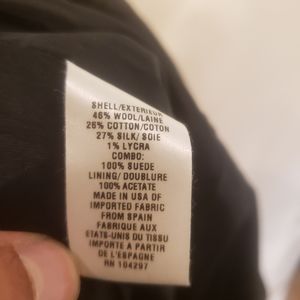 SHELL/EXTERIEUR
46% WOOL/LAINE
26% COTTON/COTON
27% SILK/ SOIE
1% LYCRA
COMBO:
100% SUEDE
LINING/ DOUBLURE
100% ACETATE
MADE IN USA OF
IMPORTED FABRIC
FROM SPAIN
FABRIQUE AUX
ETATS-UNIS DU TISSU
IMPORTE A PARTIR
DE L'ESPAGNE
RN 104297